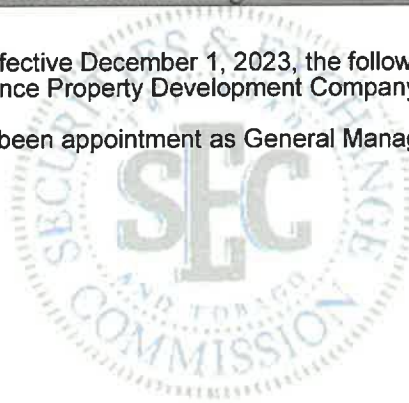 ffective December 1, 2023, the follow
nce Property Development Company
been appointment as General Manag
SECURITIES & EXCHANGE
SEC
AND TOBAGO
COMMISSION